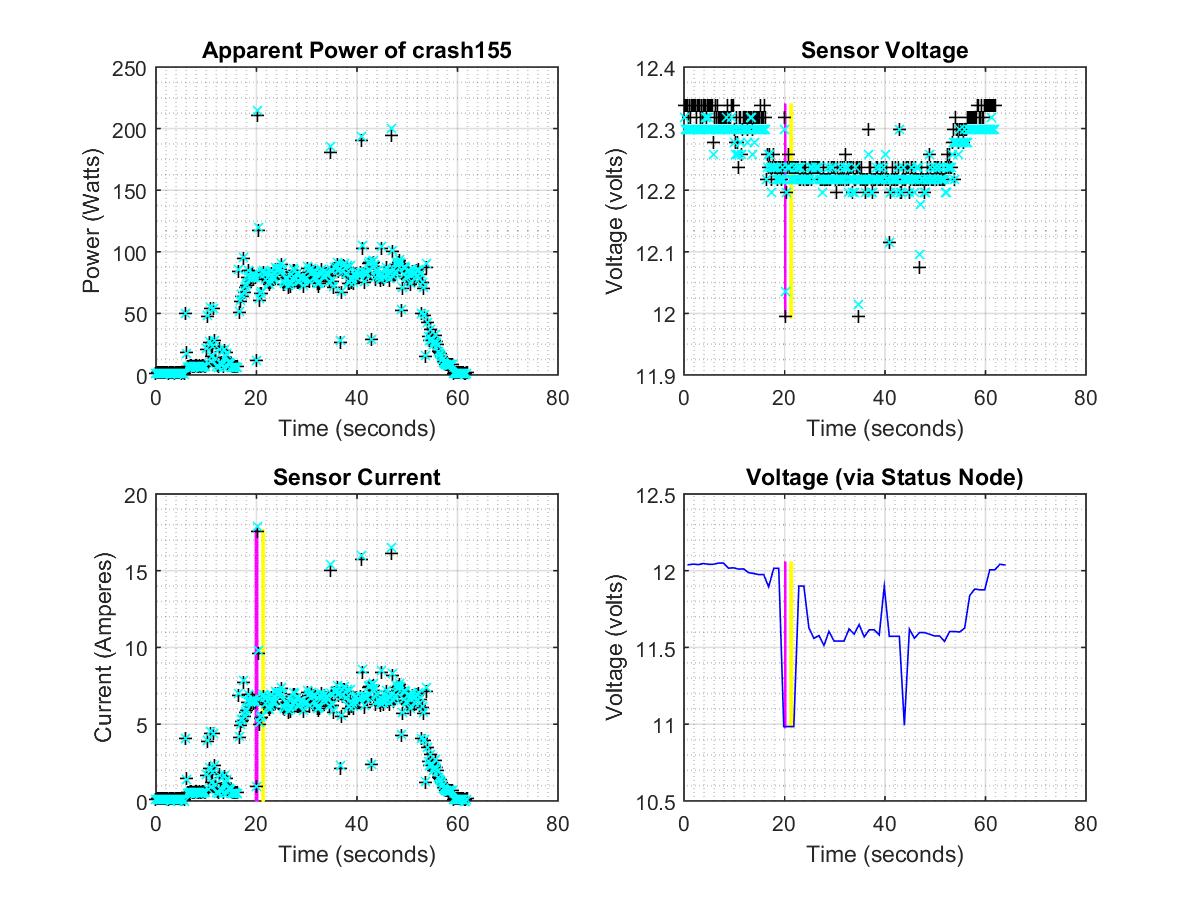 Apparent Power of crash155
250
200
150
100
50
0
Power (Watts)
0 20 40 60 80
Time (seconds)
Sensor Voltage
12.4
12.3
12.2
12.1
12
11.9
Voltage (volts)
0 20 40 60 80
Time (seconds)
Sensor Current
20
15
10
5
0
Current (Amperes)
0 20 40 60 80
Time (seconds)
Voltage (via Status Node)
12.5
12
11.5
11
10.5
Voltage (volts)
0 20 40 60 80
Time (seconds)